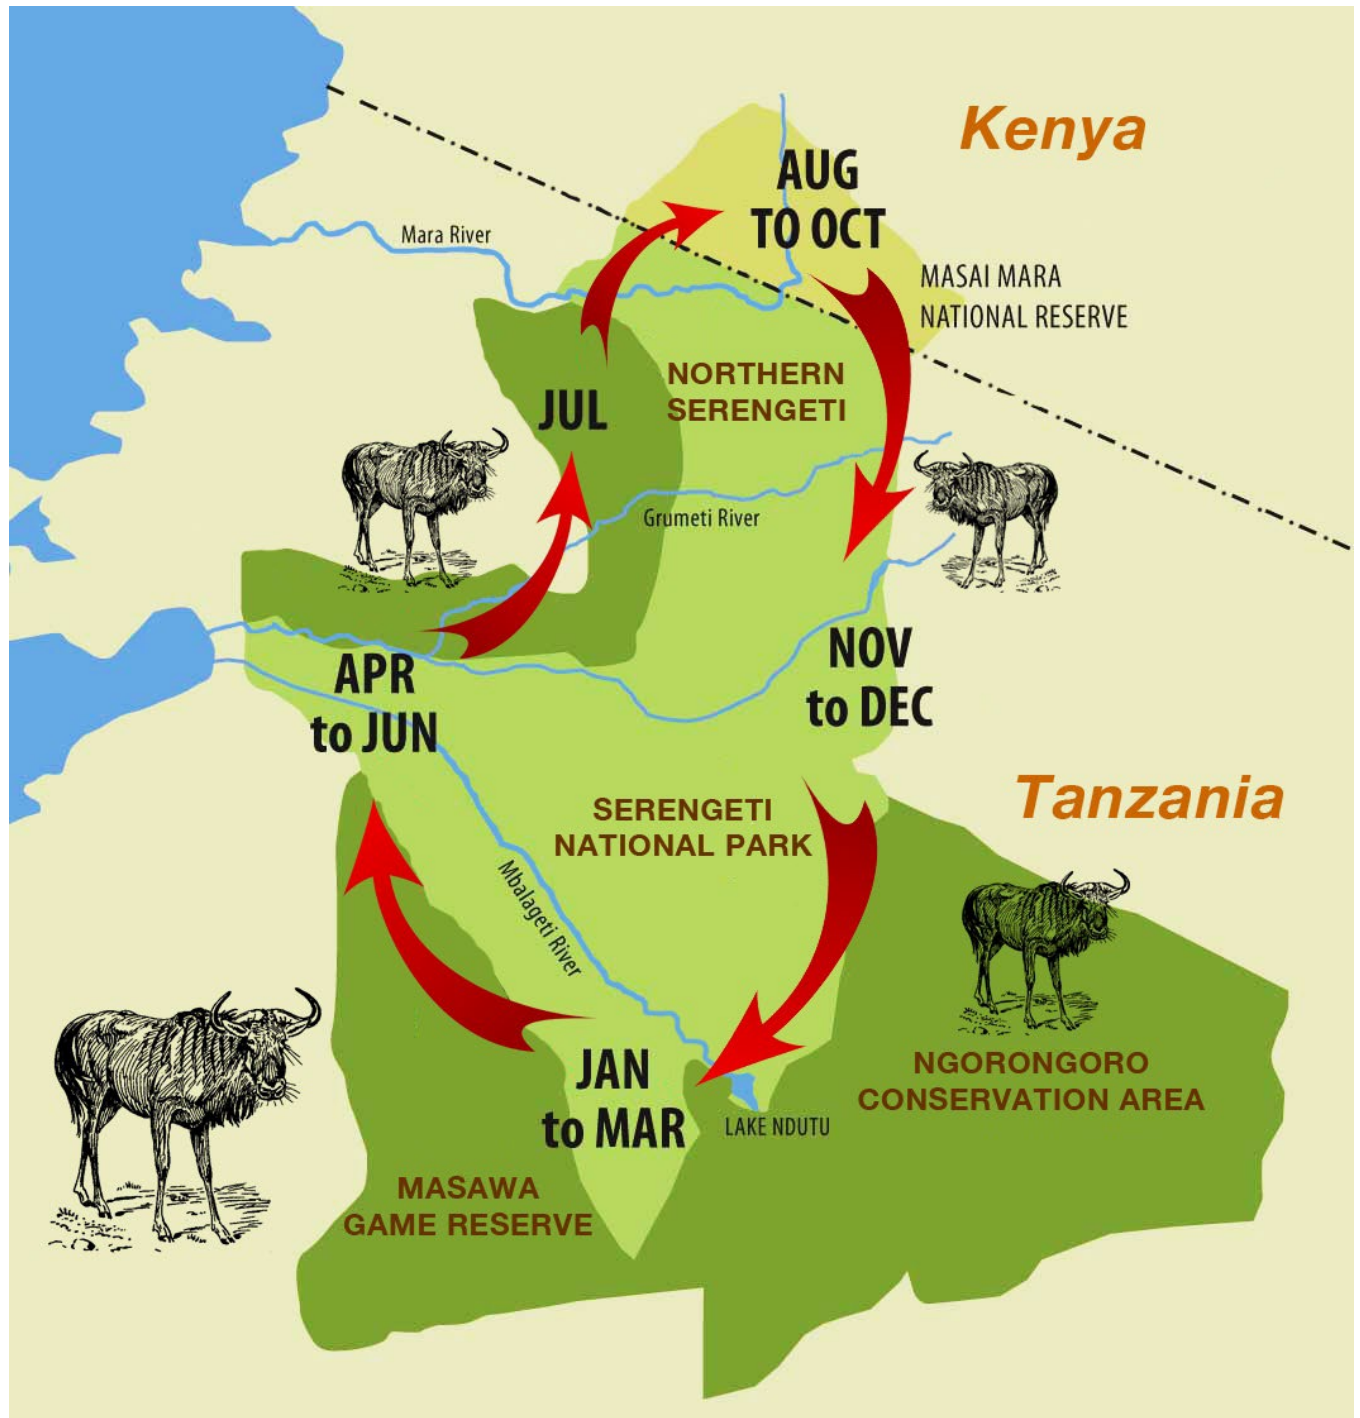 Kenya
AUG
TO OCT
Mara River
MASAI MARA
NATIONAL RESERVE
NORTHERN
SERENGETI
JUL
Grumeti River
NOV
to DEC
APR
to JUN
Tanzania
SERENGETI
NATIONAL PARK
Mbalageti River
JAN
to MAR
NGORONGORO
CONSERVATION AREA
LAKE NDUTU
MASAWA
GAME RESERVE